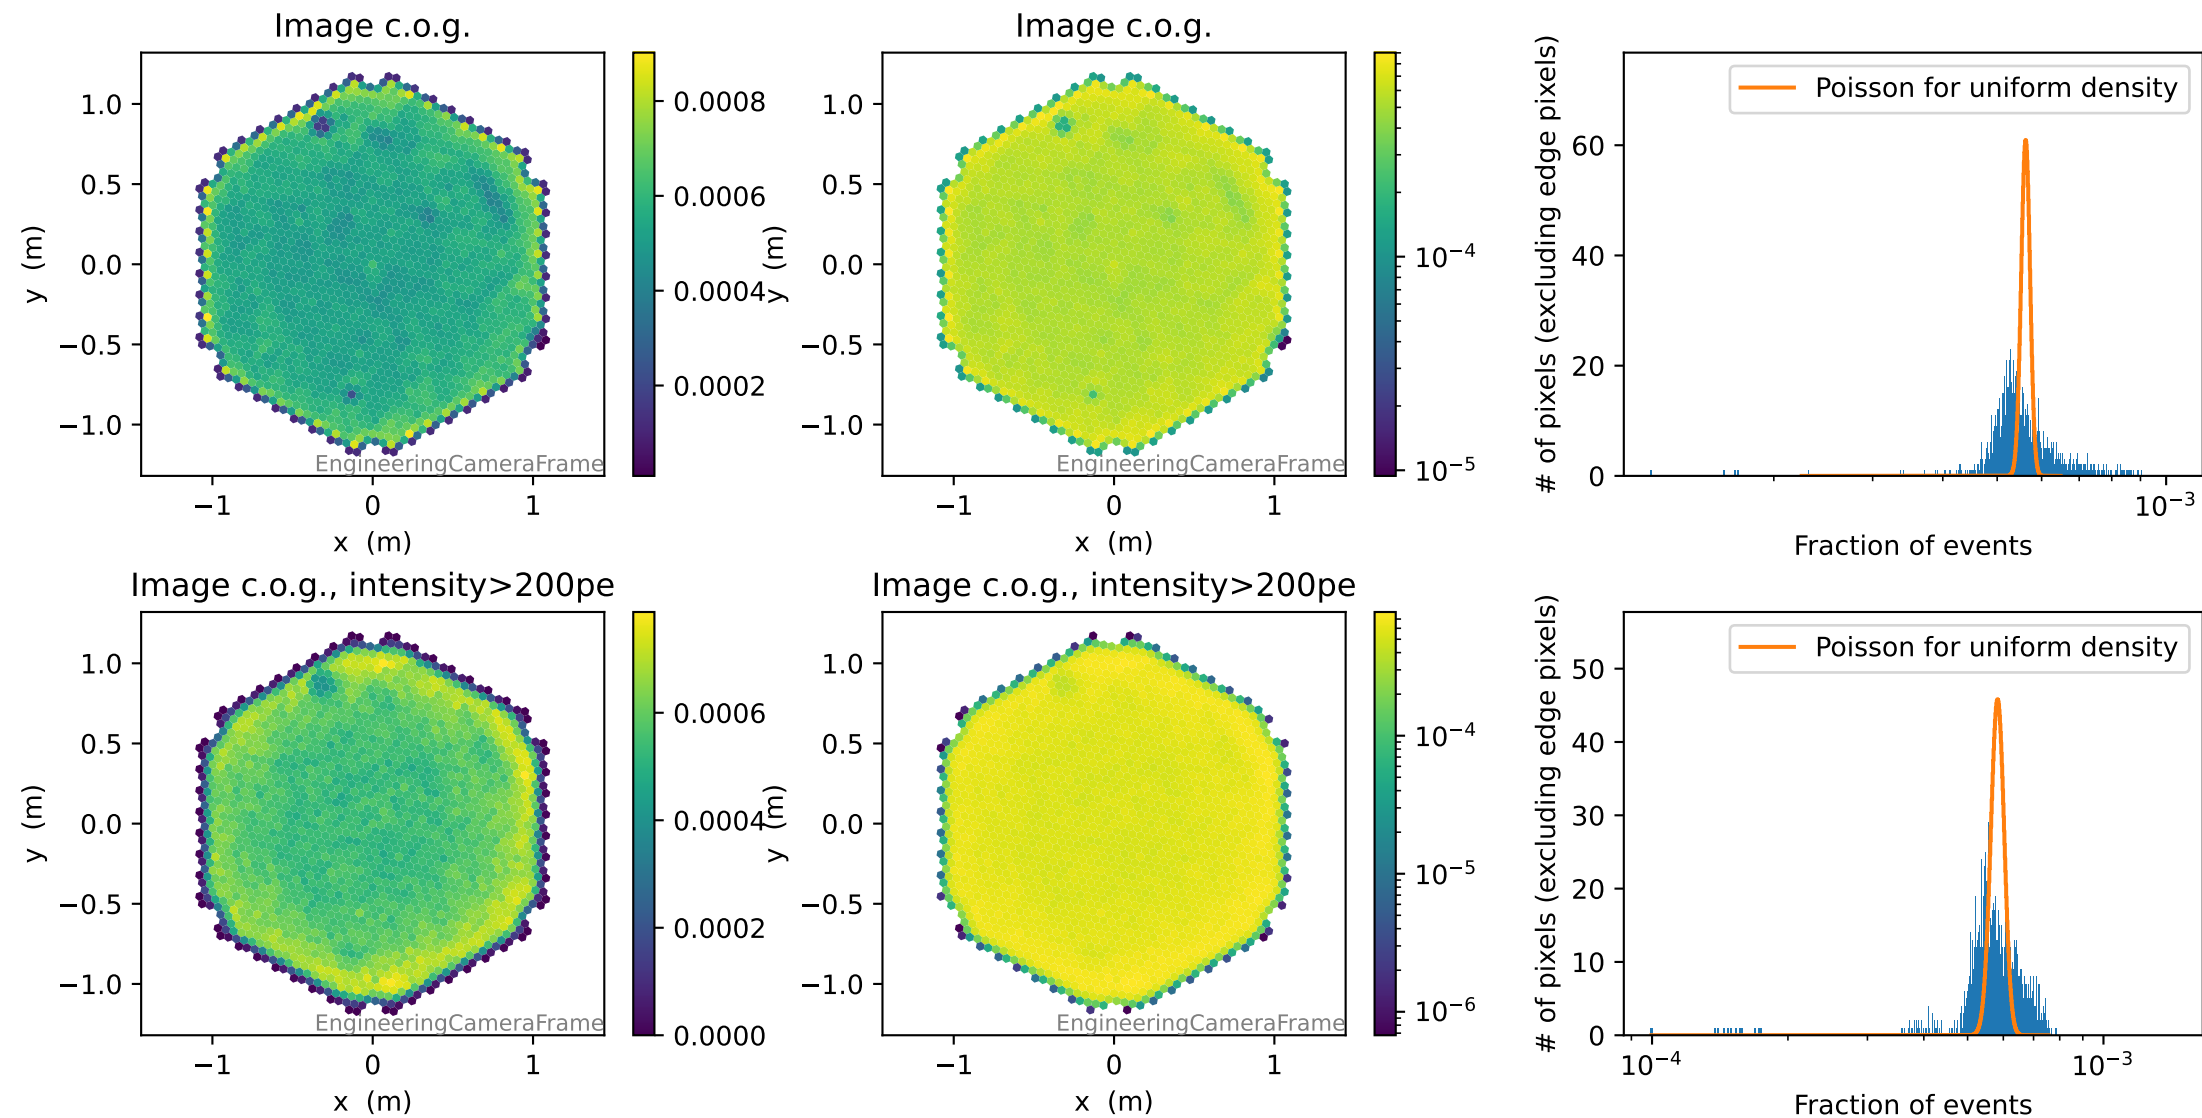 Image c.o.g.
1.0
0.5
0.0
−0.5
−1.0
y (m)
−1
0
1
x (m)
EngineeringCameraFrame
0.0008
0.0006
0.0004
0.0002
Image c.o.g.
1.0
0.5
0.0
−0.5
−1.0
y (m)
−1
0
1
x (m)
EngineeringCameraFrame
10⁻⁴
10⁻⁵
Poisson for uniform density
# of pixels (excluding edge pixels)
60
40
20
0
10⁻³
Fraction of events
Image c.o.g., intensity>200pe
1.0
0.5
0.0
−0.5
−1.0
y (m)
−1
0
1
x (m)
EngineeringCameraFrame
0.0006
0.0004
0.0002
0.0000
Image c.o.g., intensity>200pe
1.0
0.5
0.0
−0.5
−1.0
y (m)
−1
0
1
x (m)
EngineeringCameraFrame
10⁻⁴
10⁻⁵
10⁻⁶
Poisson for uniform density
# of pixels (excluding edge pixels)
50
40
30
20
10
0
10⁻⁴
10⁻³
Fraction of events